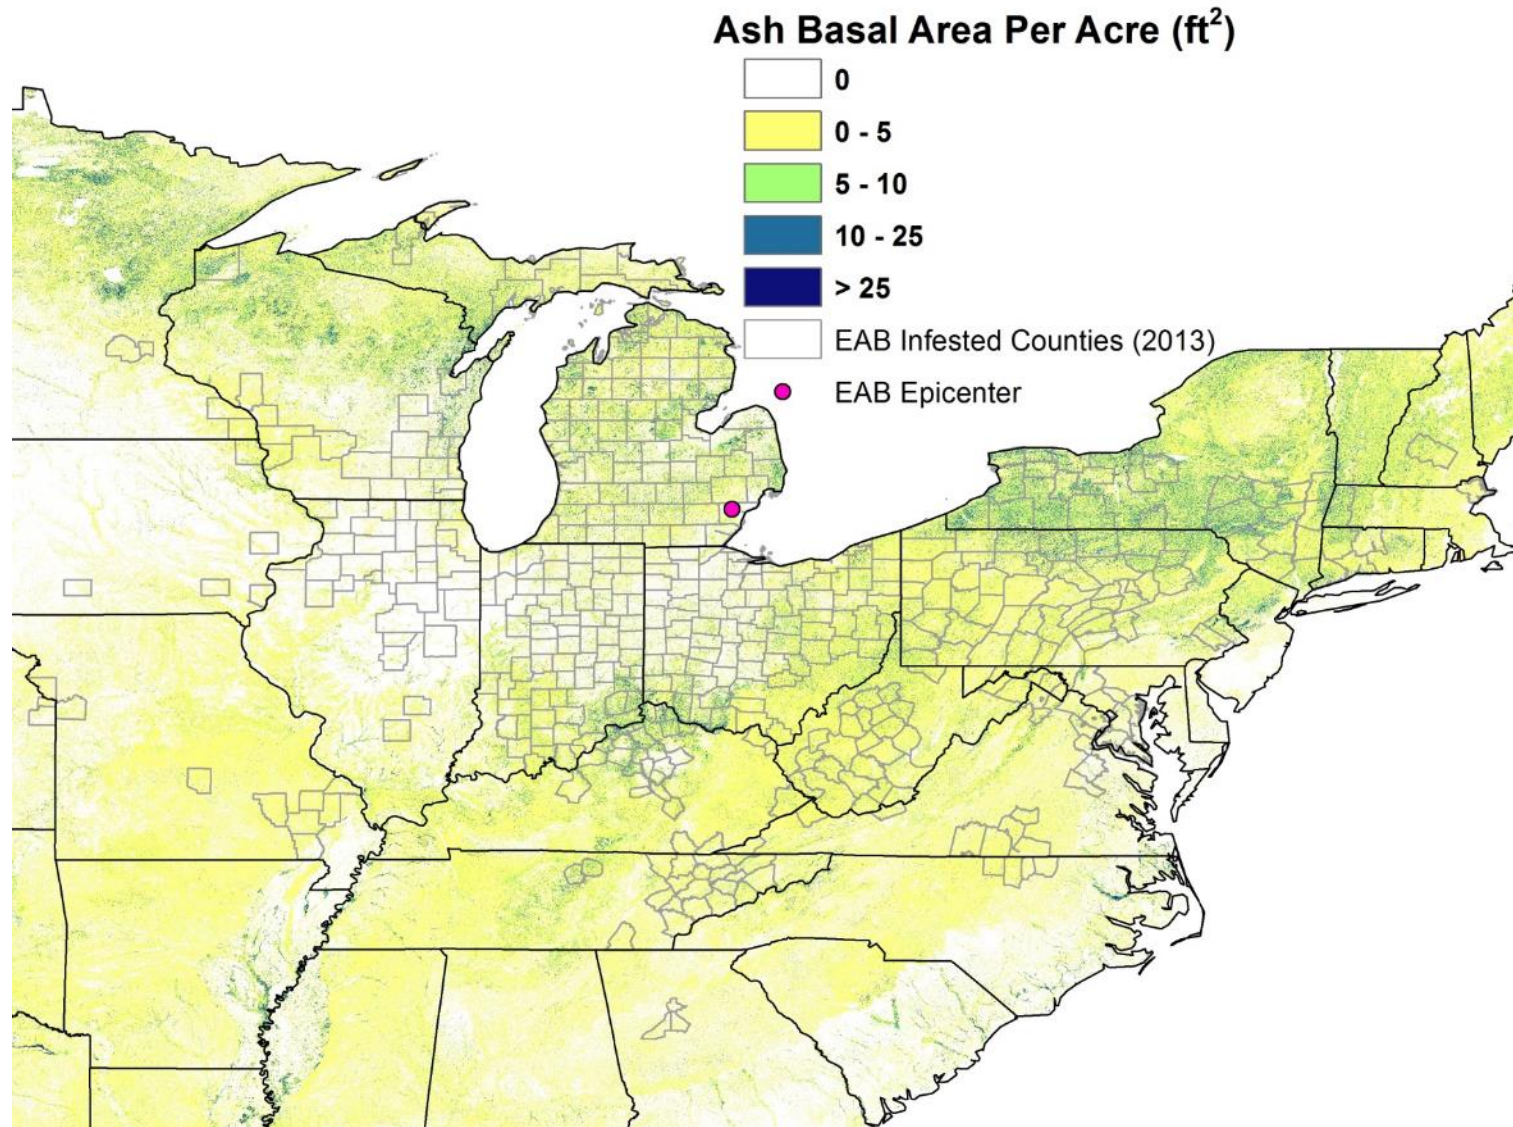 Ash Basal Area Per Acre (ft²)
0
0 - 5
5 - 10
10 - 25
> 25
EAB Infested Counties (2013)
EAB Epicenter